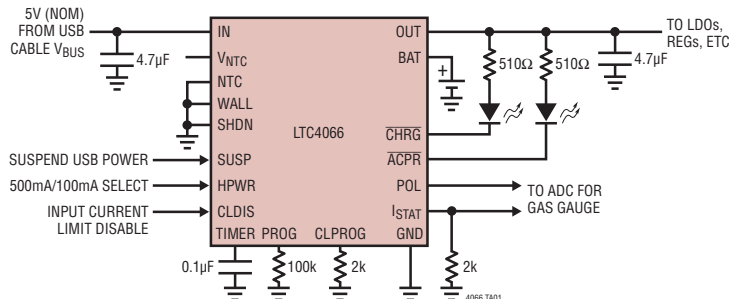 5V (NOM)
FROM USB
CABLE VBUS
4.7µF
IN
VNTC
NTC
WALL
SHDN
SUSPEND USB POWER
SUSP
500mA/100mA SELECT
HPWR
INPUT CURRENT
LIMIT DISABLE
CLDIS
LTC4066
OUT
BAT
CHRG
ACPR
POL
ISTAT
TIMER PROG CLPROG GND
+
510Ω
510Ω
4.7µF
TO LDOs,
REGs, ETC
TO ADC FOR
GAS GAUGE
0.1µF
100k
2k
2k
4066 TA01